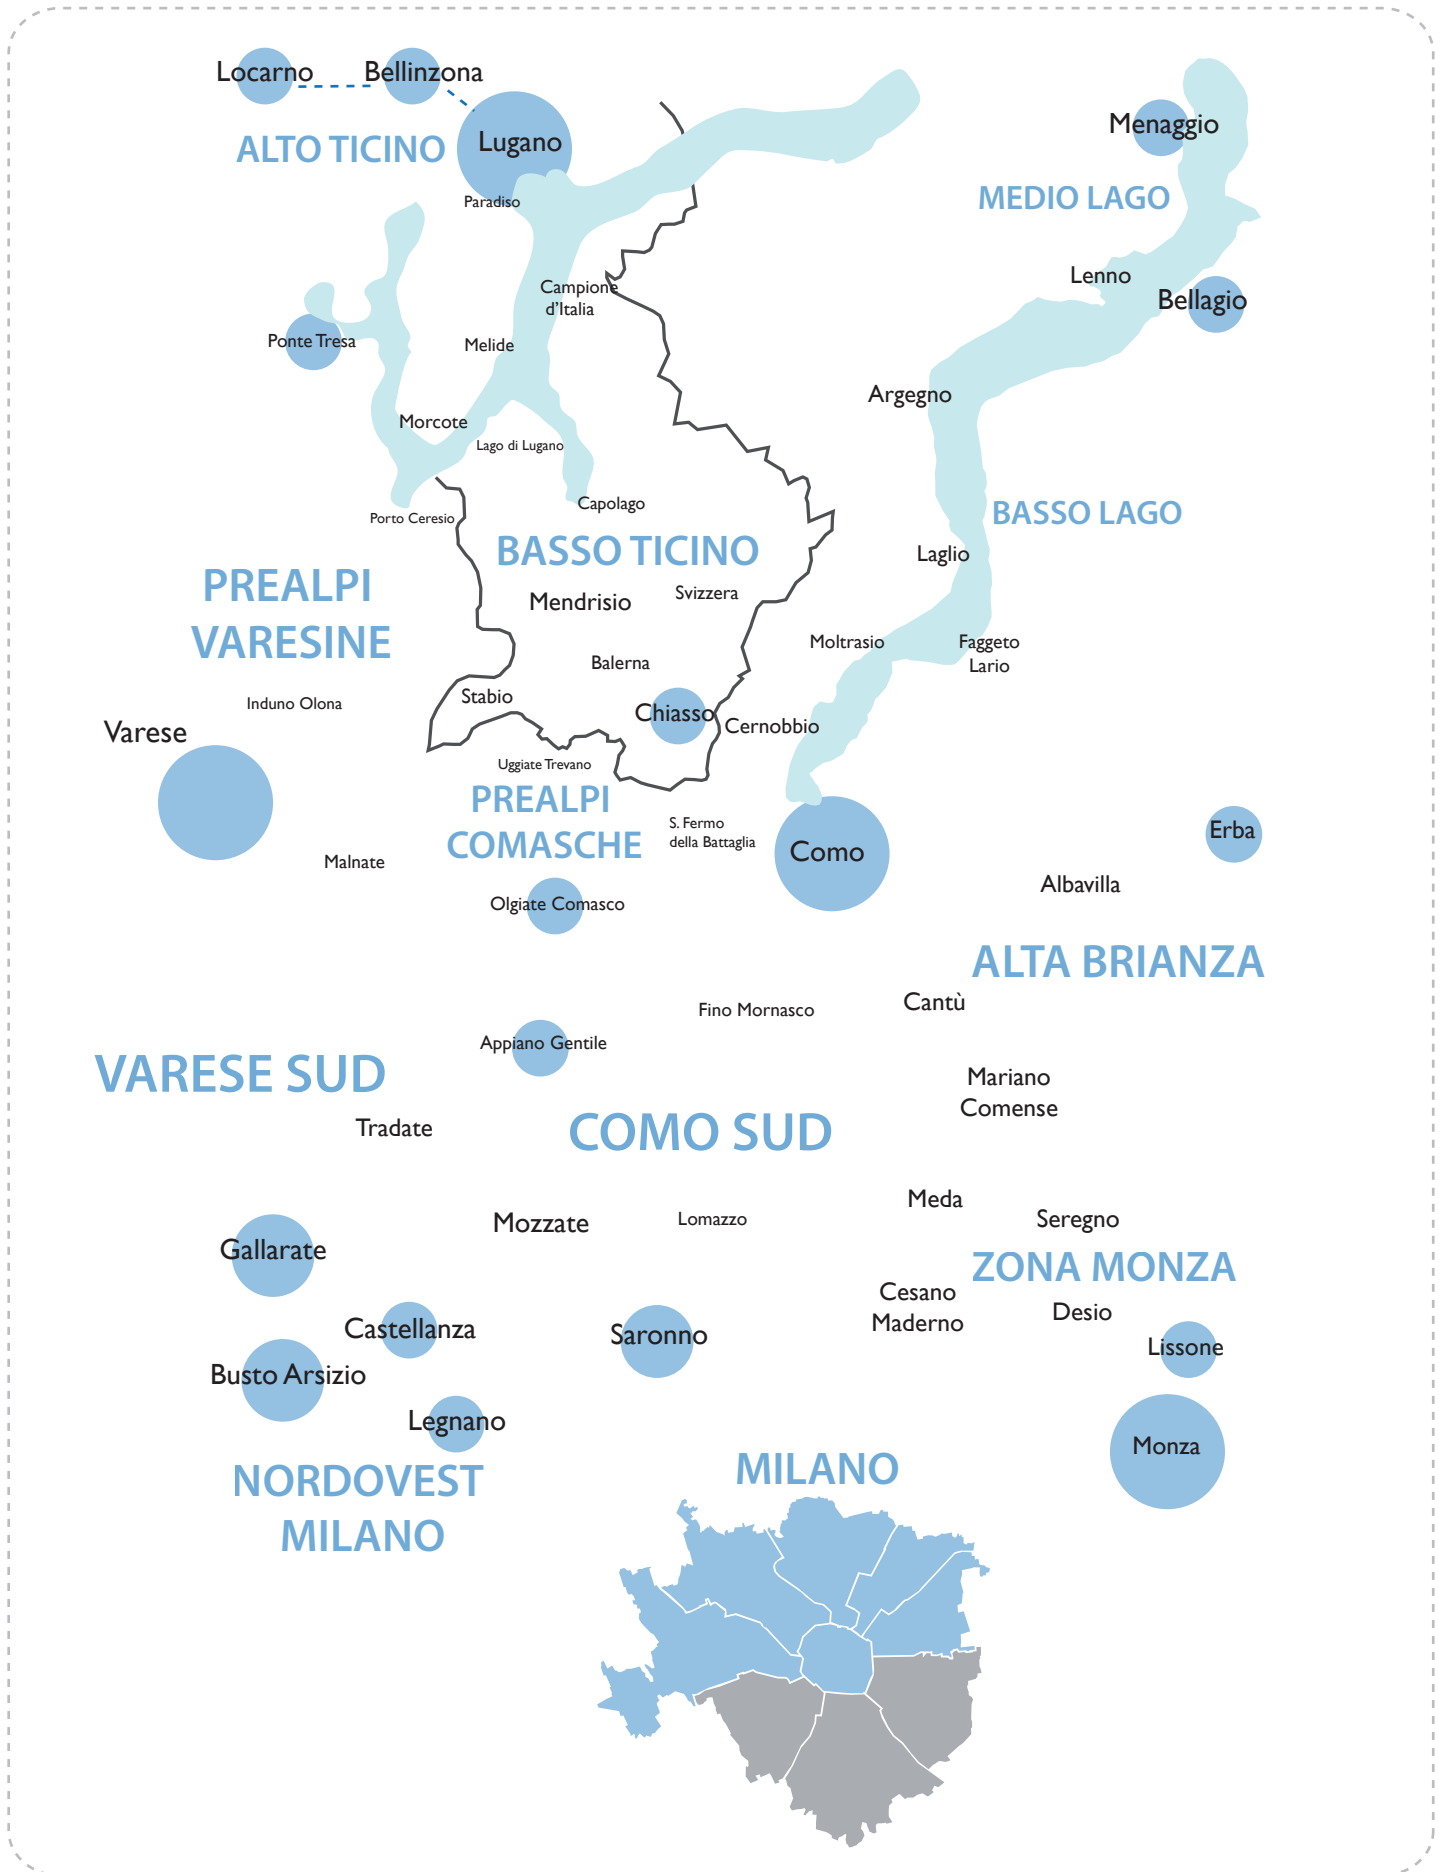 Locarno
Bellinzona
Menaggio
Lugano
ALTO TICINO
MEDIO LAGO
Paradiso
Lenno
Campione
d'Italia
Bellagio
Ponte Tresa
Melide
Argegno
Morcote
Lago di Lugano
Capolago
Porto Ceresio
BASSO LAGO
BASSO TICINO
Laglio
PREALPI
VARESINE
Svizzera
Mendrisio
Moltrasio
Faggeto
Lario
Balerna
Stabio
Induno Olona
Chiasso
Cernobbio
Varese
Uggiate Trevano
PREALPI
COMASCHE
S. Fermo
della Battaglia
Erba
Como
Malnate
Albavilla
Olgiate Comasco
ALTA BRIANZA
Cantù
Fino Mornasco
Appiano Gentile
VARESE SUD
Mariano
Comense
Tradate
COMO SUD
Meda
Mozzate
Lomazzo
Seregno
Gallarate
ZONA MONZA
Cesano
Maderno
Desio
Castellanza
Saronno
Lissone
Busto Arsizio
Legnano
Monza
MILANO
NORDOVEST
MILANO